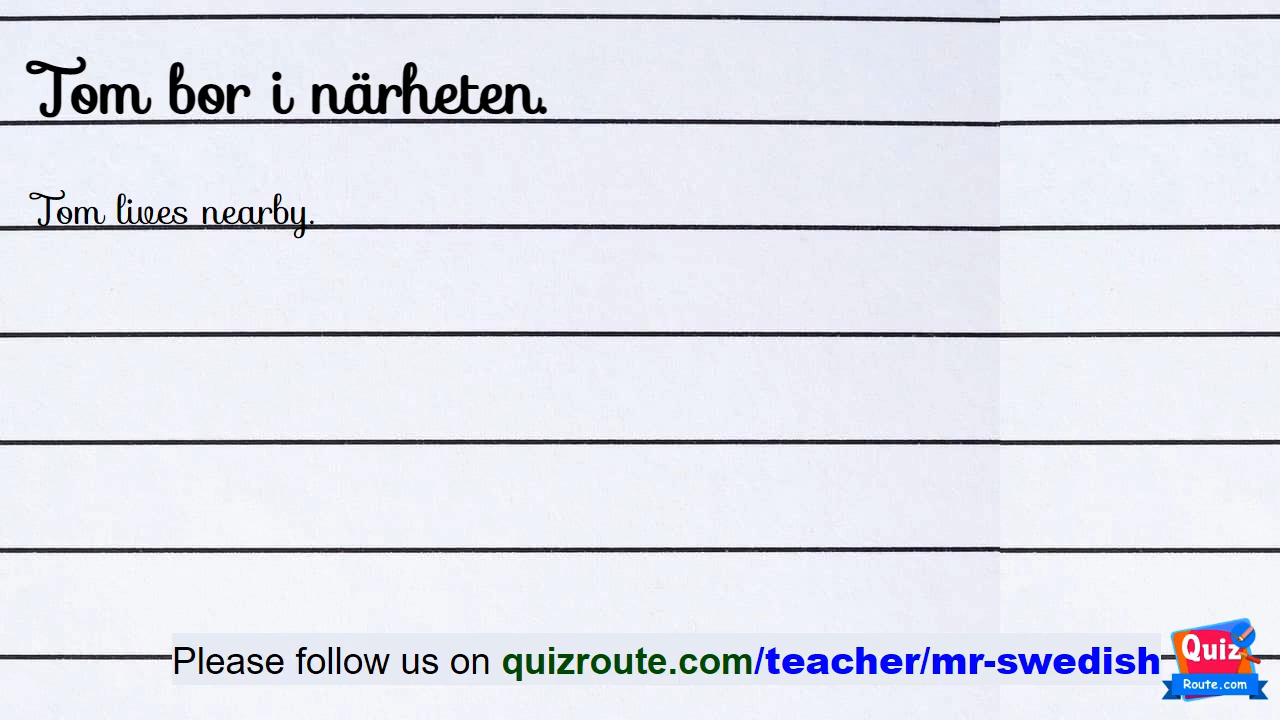 Tom bor i närheten.
Tom lives nearby.
Please follow us on quizroute.com/teacher/mr-swedish
Quiz
Route.com